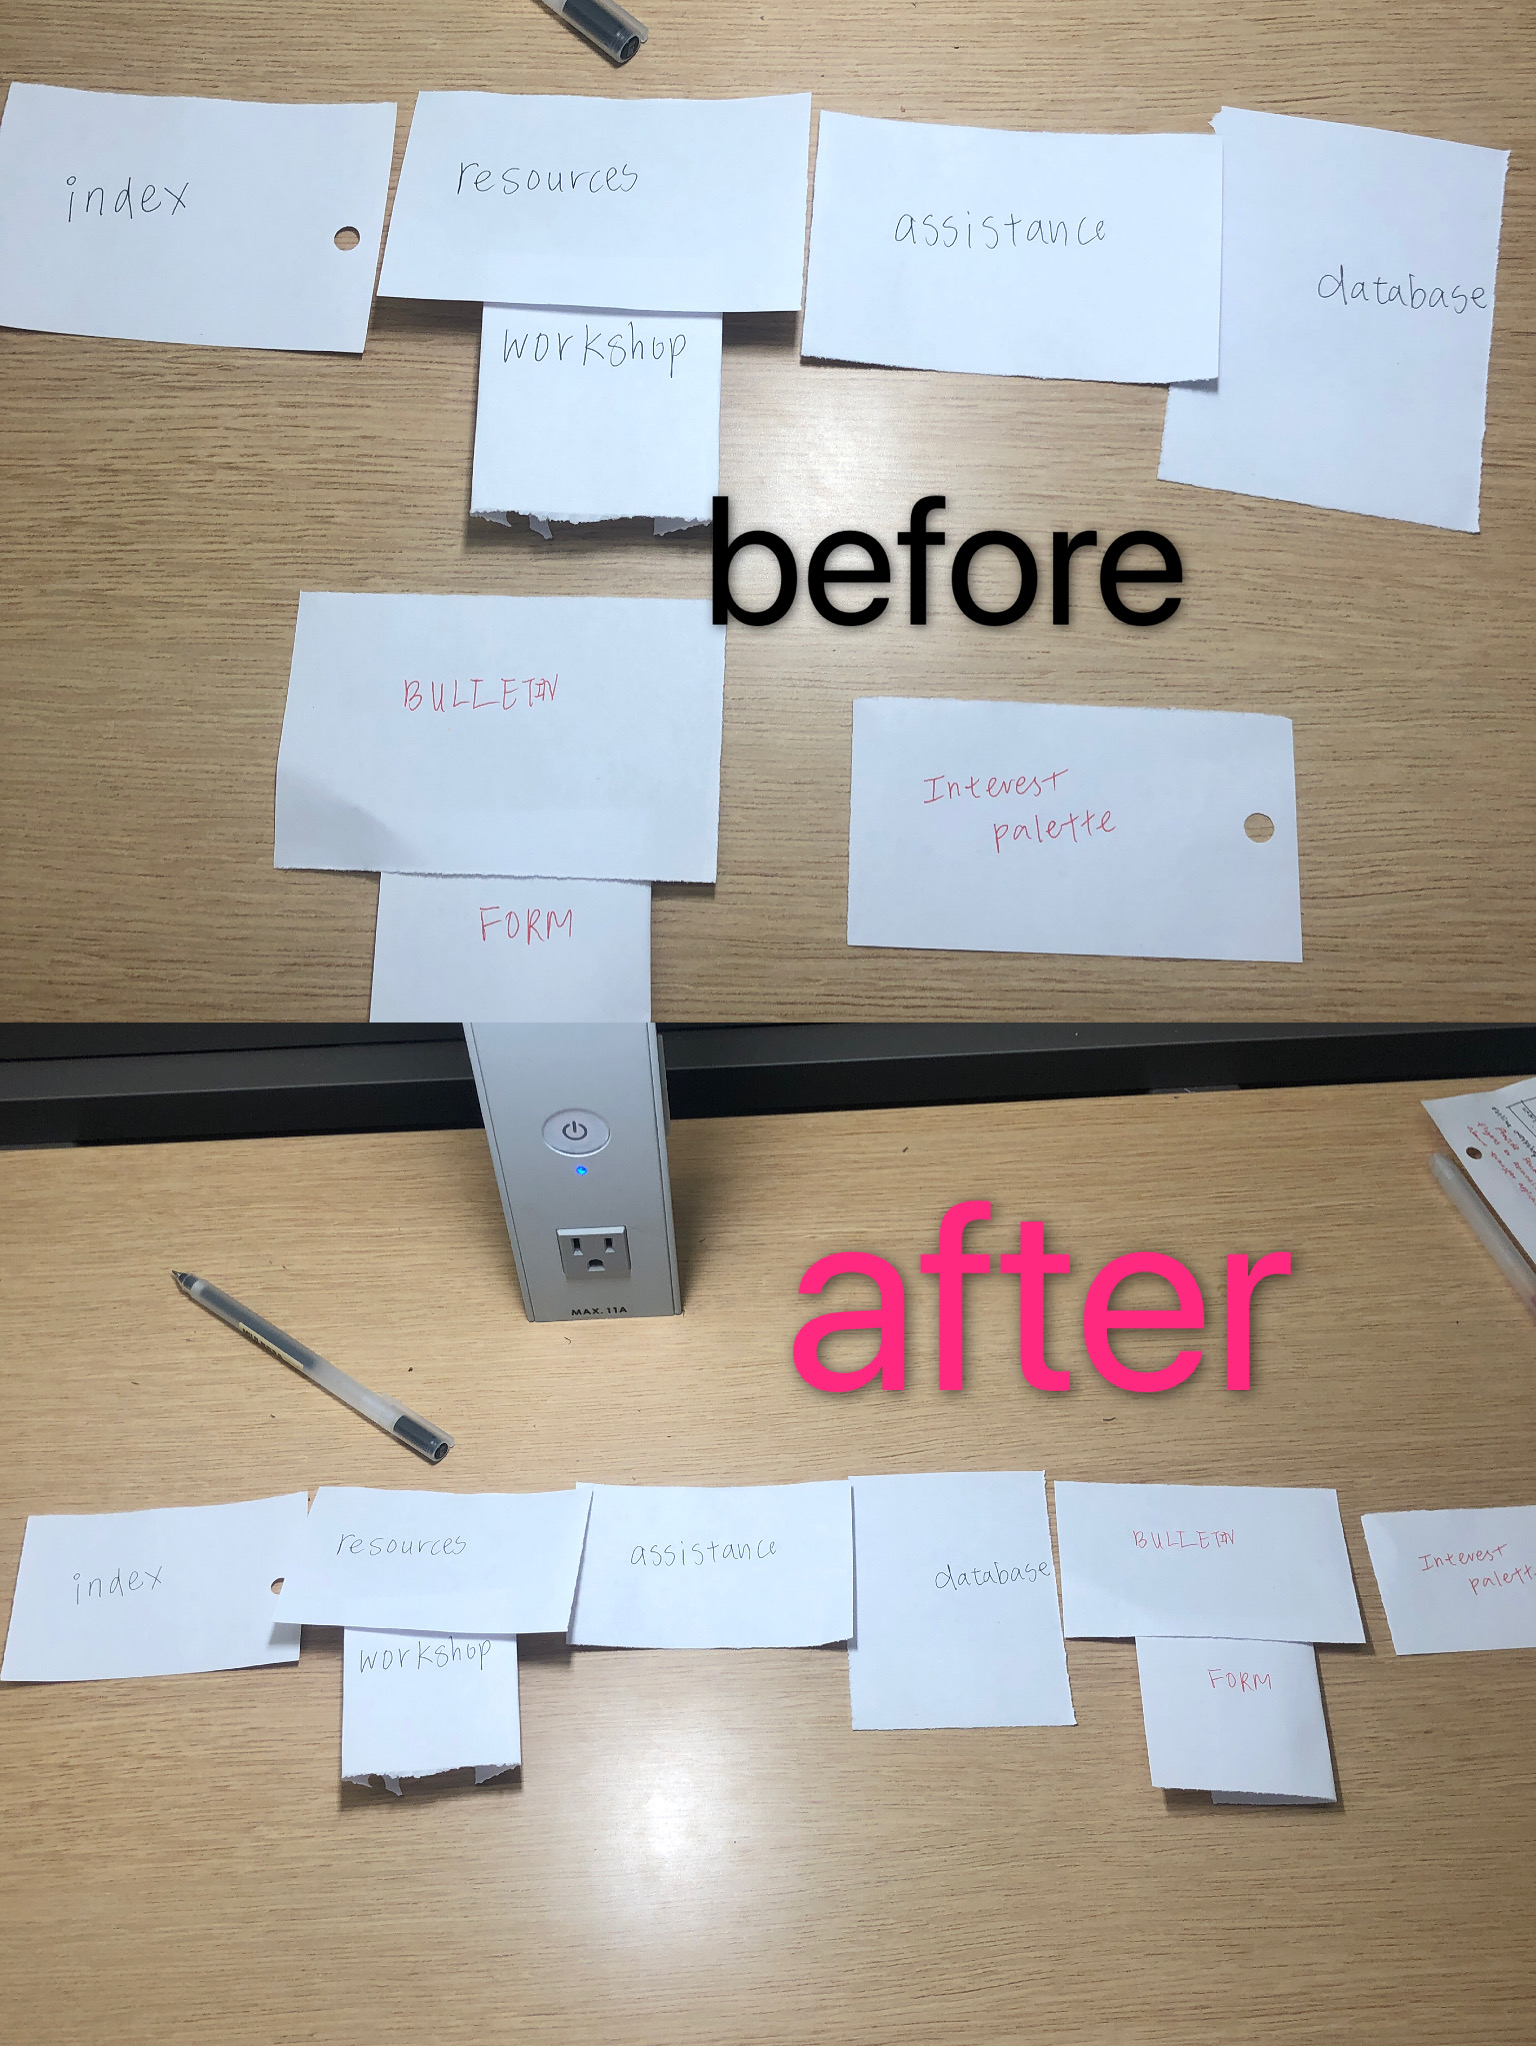 index
resources
assistance
database
workshop
before
BULLETIN
Interest
palette
FORM
MAX. 11A
after
index
resources
assistance
database
BULLETIN
Interest
workshop
FORM